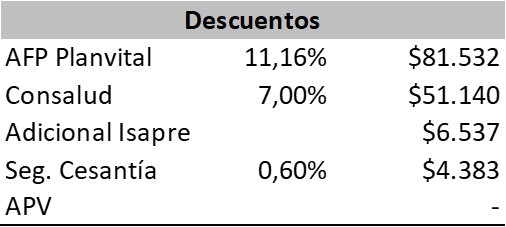 Descuentos
AFP Planvital 11,16% $81.532
Consalud 7,00% $51.140
Adicional Isapre $6.537
Seg. Cesantía 0,60% $4.383
APV -